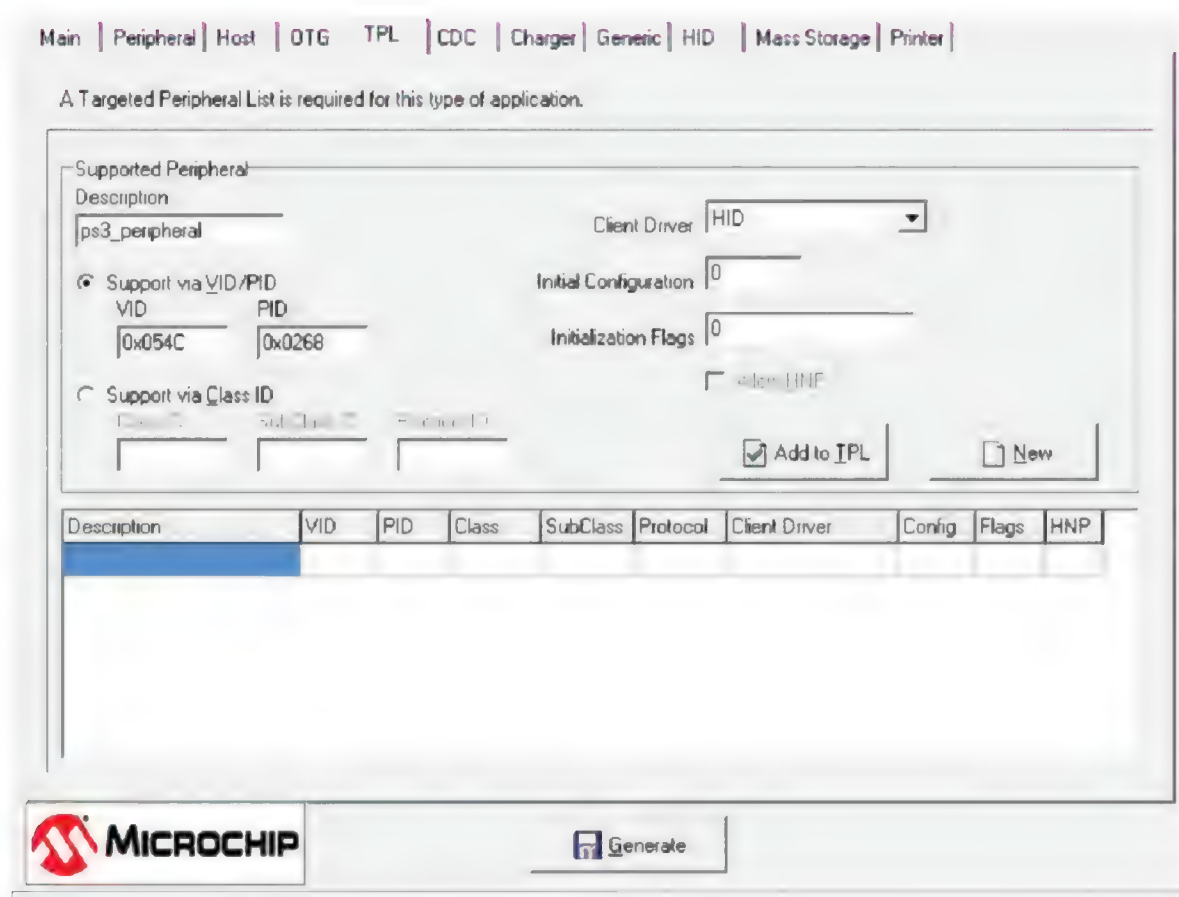 Main Peripheral Host OTG TPL CDC Charger Generic HID Mass Storage Printer
A Targeted Peripheral List is required for this type of application.
Supported Peripheral
Description
ps3_peripheral
Client Driver HID
Support via VID/PID
Initial Configuration 0
VID PID
0x054C 0x0268
Initialization Flags 0
Allow HNP
Support via Class ID
Add to TPL New
Description VID PID Class SubClass Protocol Client Driver Config Flags HNP
MICROCHIP
Generate